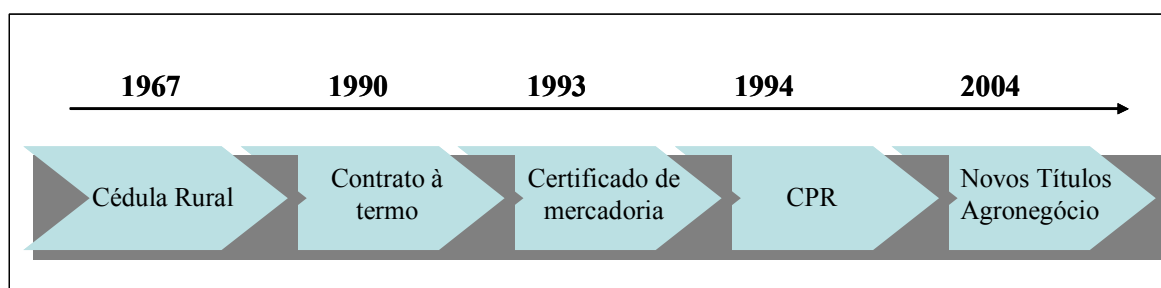 1967
1990
1993
1994
2004
Cédula Rural
Contrato à
termo
Certificado de
mercadoria
CPR
Novos Títulos
Agronegócio